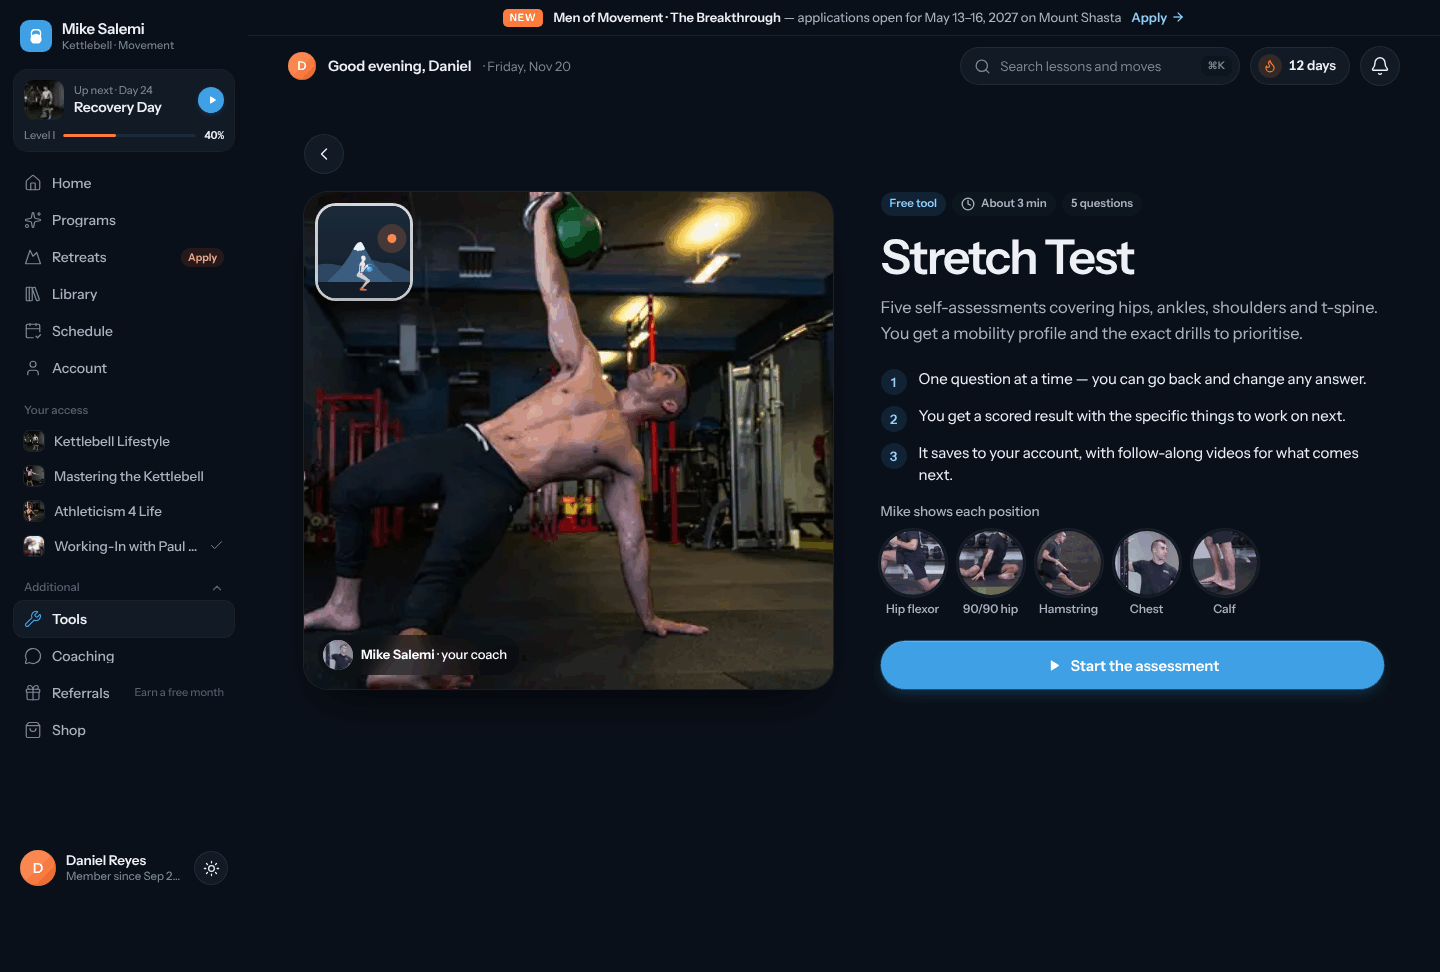 Mike Salemi
Kettlebell · Movement
Up next · Day 24
Recovery Day
Level I
40%
Home
Programs
Retreats
Apply
Library
Schedule
Account
Your access
Kettlebell Lifestyle
Mastering the Kettlebell
Athleticism 4 Life
Working-In with Paul ...
Additional
Tools
Coaching
Referrals
Earn a free month
Shop
Daniel Reyes
Member since Sep 2...
NEW Men of Movement · The Breakthrough — applications open for May 13–16, 2027 on Mount Shasta Apply →
D Good evening, Daniel · Friday, Nov 20
Search lessons and moves ⌘K
12 days
Mike Salemi · your coach
Free tool
About 3 min
5 questions
Stretch Test
Five self-assessments covering hips, ankles, shoulders and t-spine.
You get a mobility profile and the exact drills to prioritise.
1 One question at a time — you can go back and change any answer.
2 You get a scored result with the specific things to work on next.
3 It saves to your account, with follow-along videos for what comes
next.
Mike shows each position
Hip flexor
90/90 hip
Hamstring
Chest
Calf
Start the assessment
D